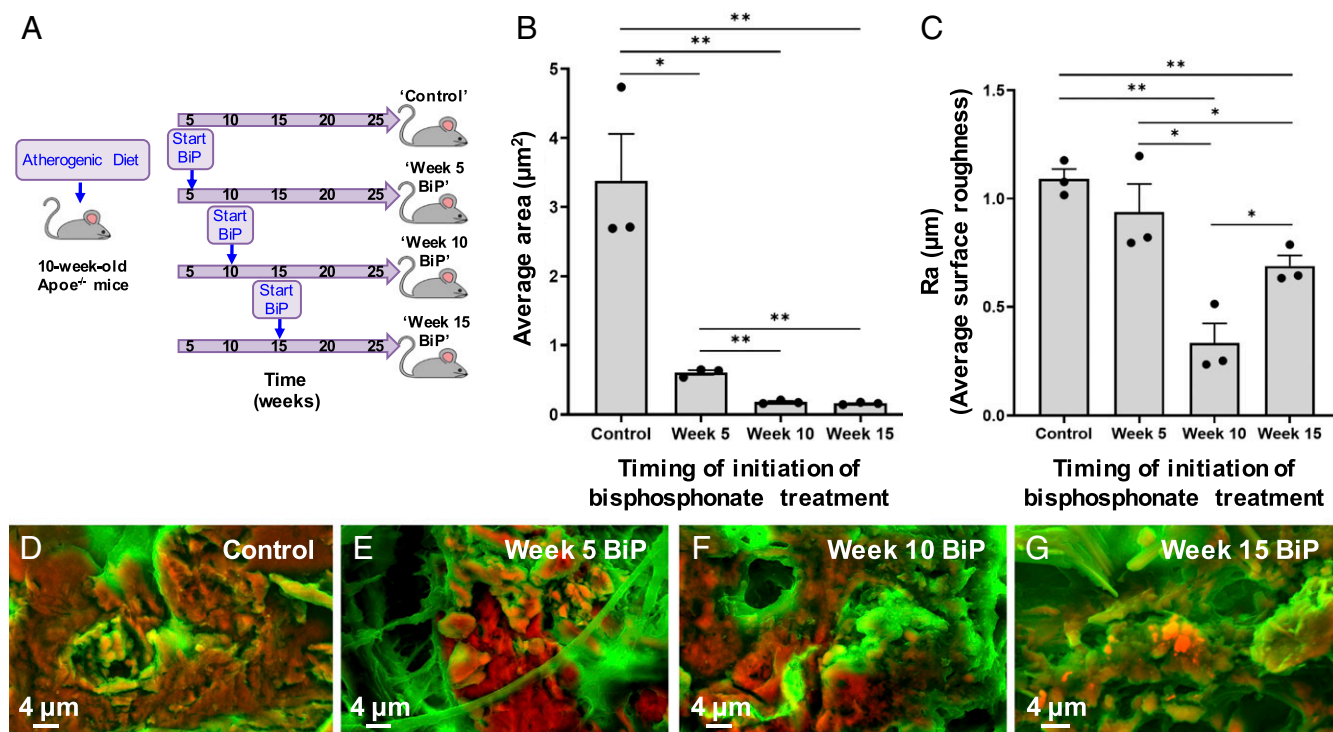 A
Atherogenic Diet
10-week-old
Apoe-/- mice
5 10 15 20 25
'Control'
Start
BiP
5 10 15 20 25
'Week 5
BiP'
Start
BiP
5 10 15 20 25
'Week 10
BiP'
Start
BiP
5 10 15 20 25
'Week 15
BiP'
Time
(weeks)
B
**
**
*
**
**
Average area (µm²)
5
4
3
2
1
0
Control Week 5 Week 10 Week 15
Timing of initiation of
bisphosphonate treatment
C
**
**
*
*
*
Ra (µm)
(Average surface roughness)
1.5
1.0
0.5
0.0
Control Week 5 Week 10 Week 15
Timing of initiation of
bisphosphonate treatment
D
Control
4 µm
E
Week 5 BiP
4 µm
F
Week 10 BiP
4 µm
G
Week 15 BiP
4 µm